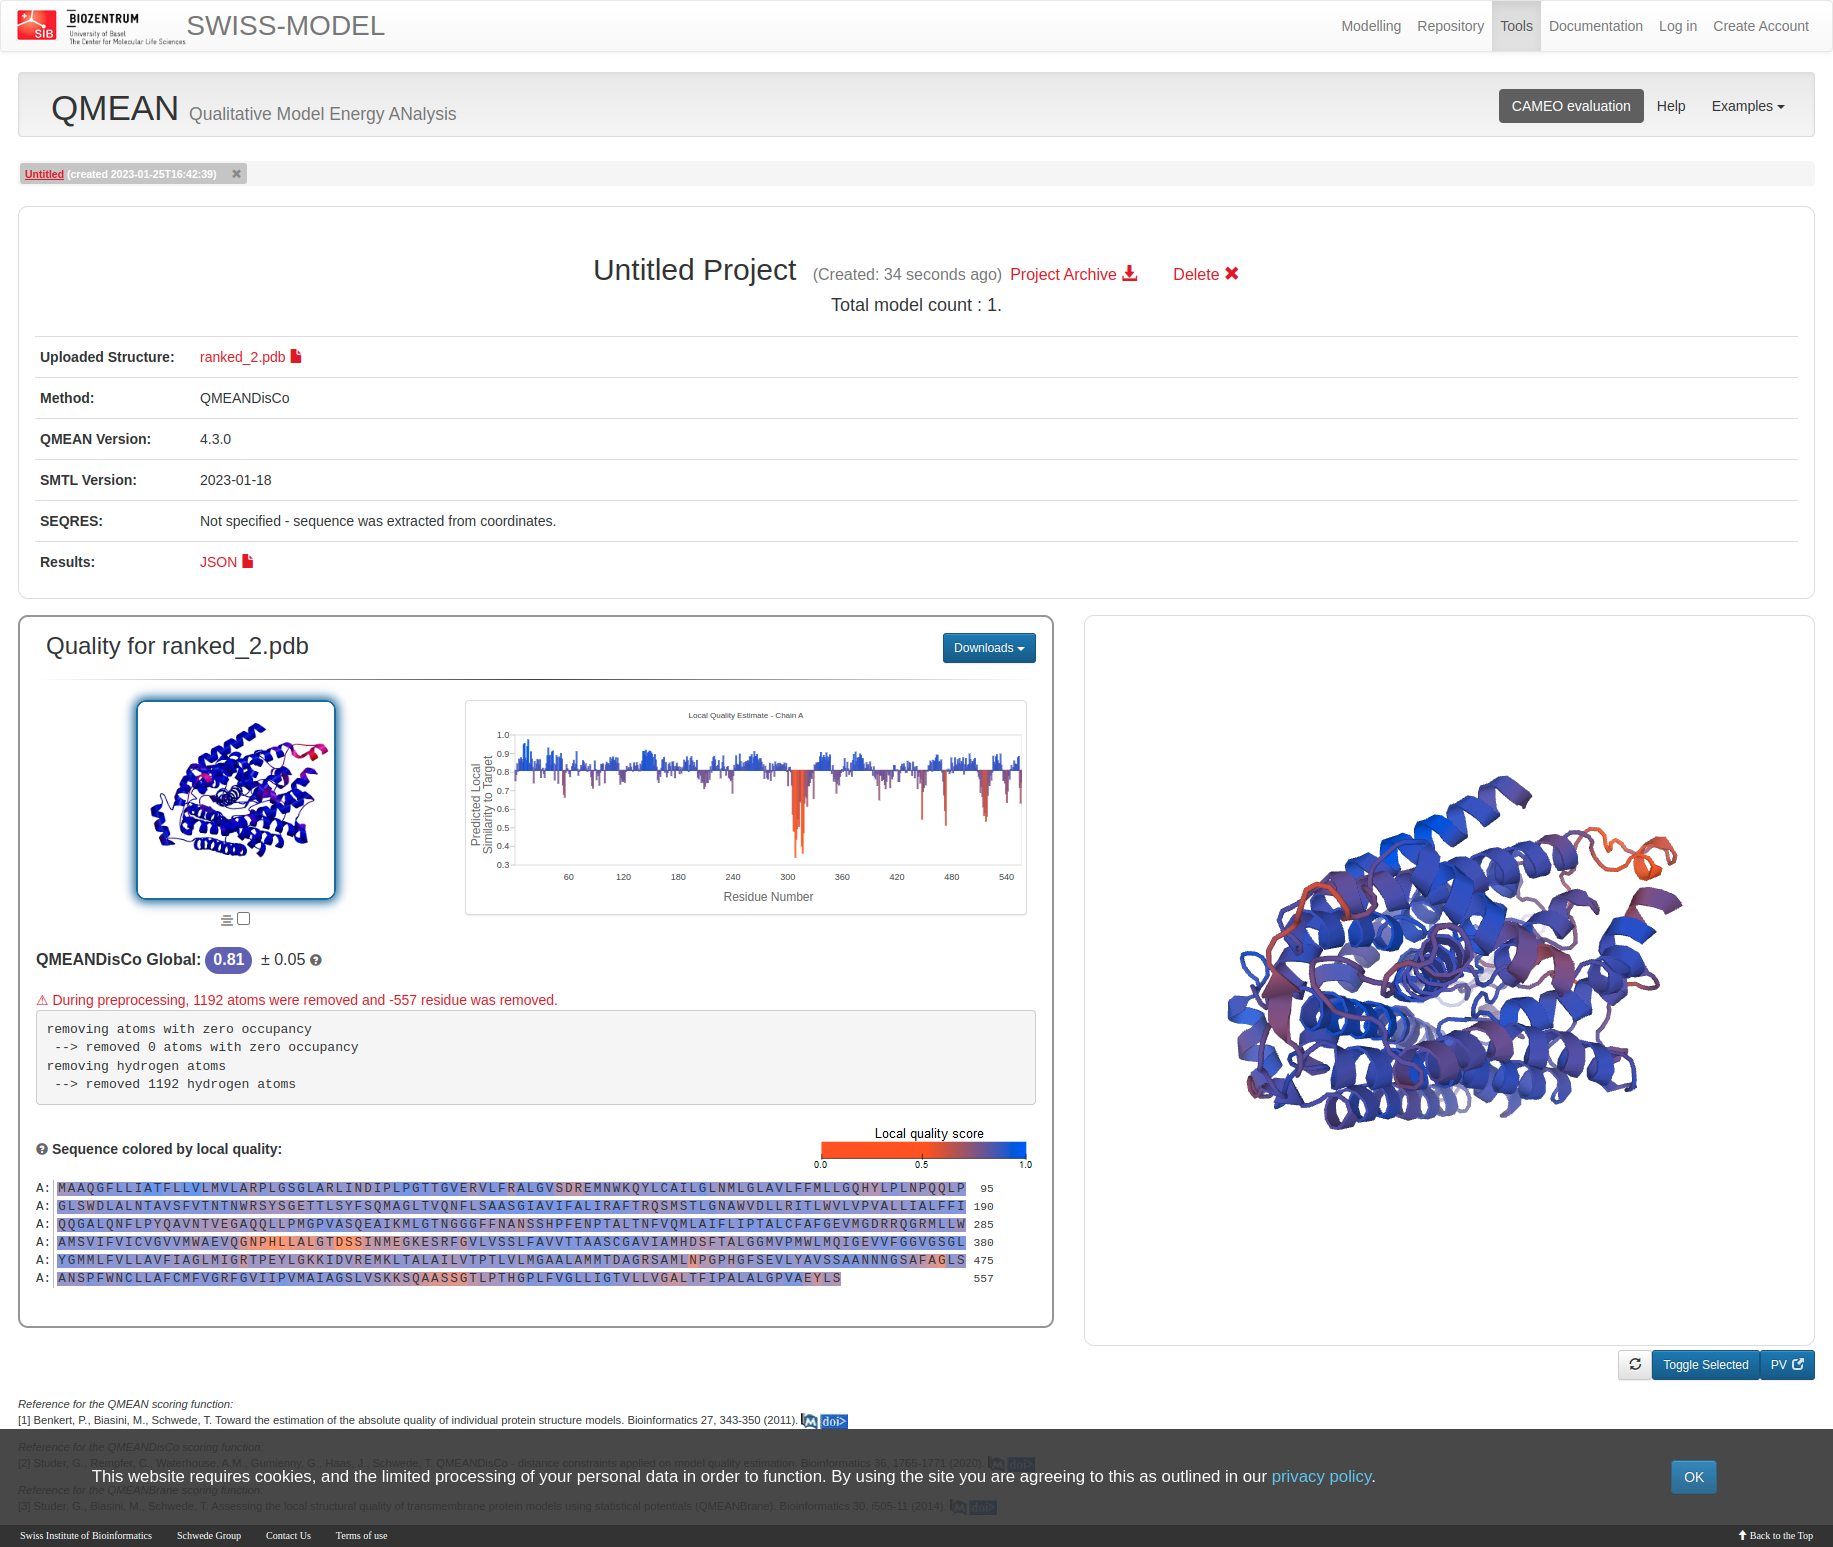 SIB
BIOZENTRUM
University of Basel
The Center for Molecular Life Sciences
SWISS-MODEL
Modelling Repository Tools Documentation Log in Create Account
QMEAN Qualitative Model Energy ANalysis
CAMEO evaluation Help Examples
Untitled (created 2023-01-25T16:42:39) ✖
Untitled Project (Created: 34 seconds ago) Project Archive Delete ✖
Total model count : 1.
Uploaded Structure: ranked_2.pdb
Method: QMEANDisCo
QMEAN Version: 4.3.0
SMTL Version: 2023-01-18
SEQRES: Not specified - sequence was extracted from coordinates.
Results: JSON
Quality for ranked_2.pdb
Downloads
Local Quality Estimate - Chain A
Predicted Local
Similarity to Target
1.0
0.9
0.8
0.7
0.6
0.5
0.4
0.3
60 120 180 240 300 360 420 480 540
Residue Number
QMEANDisCo Global: 0.81 ± 0.05
⚠ During preprocessing, 1192 atoms were removed and -557 residue was removed.
removing atoms with zero occupancy
--> removed 0 atoms with zero occupancy
removing hydrogen atoms
--> removed 1192 hydrogen atoms
Sequence colored by local quality:
Local quality score
0.0 0.5 1.0
A: MAAQGFLLIATFLLVLMVLARPLGSGLARLINDIPLPGTTGVERVLFRALGVSDREMNWKQYLCAILGLNMLGLAVLFFMLLGQHYLPLNPQQLP 95
A: GLSWDLALNTAVSFVTNTNWRSYSGETTLSYFSQMAGLTVQNFLSAASGIAVIFALIRAFTRQSMSTLGNAWVDLLRITLWVLVPVALLIALFFI 190
A: QQGALQNFLPYQAVNTVEGAQQLLPMGPVASQEAIKMLGTNGGGFFNANSSHPFENPTALTNFVQMLAIFLIPTALCFAFGEVMGDRRQGRMLLW 285
A: AMSVIFVICVGVVMWAEVQGNPHLLALGTDSSINMEGKESRFGVLVSSLFAVVTTAASCGAVIAMHDSFTALGGMVPMWLMQIGEVVFGGVGSGL 380
A: YGMMLFVLLAVFIAGLMIGRTPEYLGKKIDVREMKLTALAILVTPTLVLMGAALAMMTDAGRSAMLNPGPHGFSEVLYAVSSAANNNGSAFAGLS 475
A: ANSPFWNCLLAFCMFVGRFGVIIPVMAIAGSLVSKKSQAASSGTLPTHGPLFVGLLIGTVLLVGALTFIPALALGPVAEYLS 557
Toggle Selected PV
Reference for the QMEAN scoring function:
[1] Benkert, P., Biasini, M., Schwede, T. Toward the estimation of the absolute quality of individual protein structure models. Bioinformatics 27, 343-350 (2011). M doi>
Reference for the QMEANDisCo scoring function:
[2] Studer, G., Rempfer, C., Waterhouse, A.M., Gumienny, G., Haas, J., Schwede, T. QMEANDisCo - distance constraints applied on model quality estimation. Bioinformatics 36, 1765-1771 (2020). M doi>
This website requires cookies, and the limited processing of your personal data in order to function. By using the site you are agreeing to this as outlined in our privacy policy. OK
Reference for the QMEANBrane scoring function:
[3] Studer, G., Biasini, M., Schwede, T. Assessing the local structural quality of transmembrane protein models using statistical potentials (QMEANBrane). Bioinformatics 30, i505-11 (2014). M doi>
Swiss Institute of Bioinformatics Schwede Group Contact Us Terms of use Back to the Top